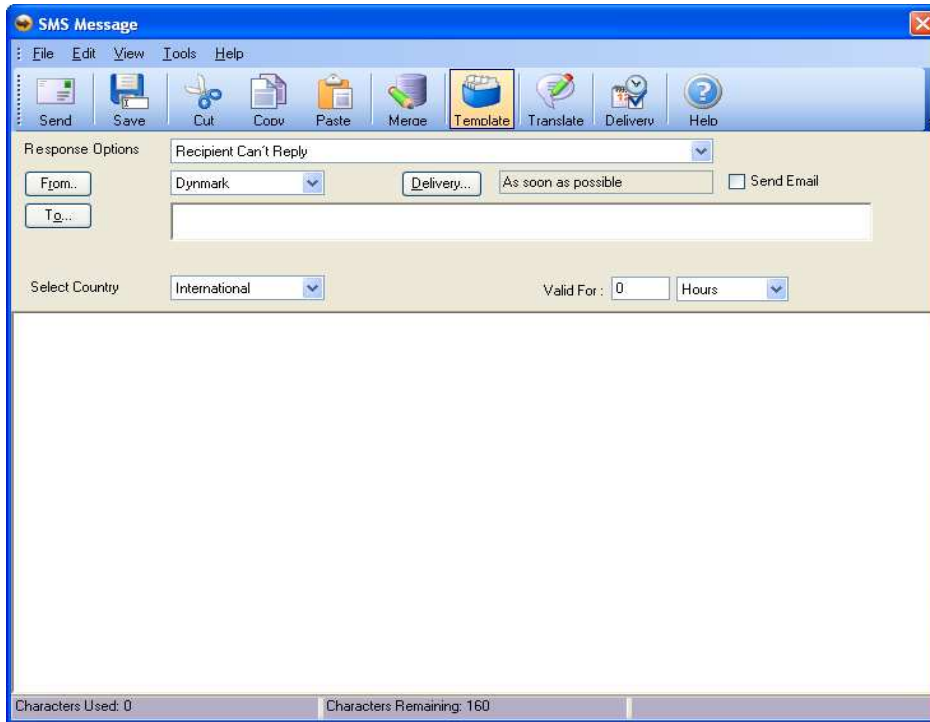 SMS Message
File Edit View Tools Help
Send Save Cut Copy Paste Merge Template Translate Delivery Help
Response Options Recipient Can't Reply
From.. Dynmark Delivery... As soon as possible Send Email
To...
Select Country International Valid For : 0 Hours
Characters Used: 0 Characters Remaining: 160